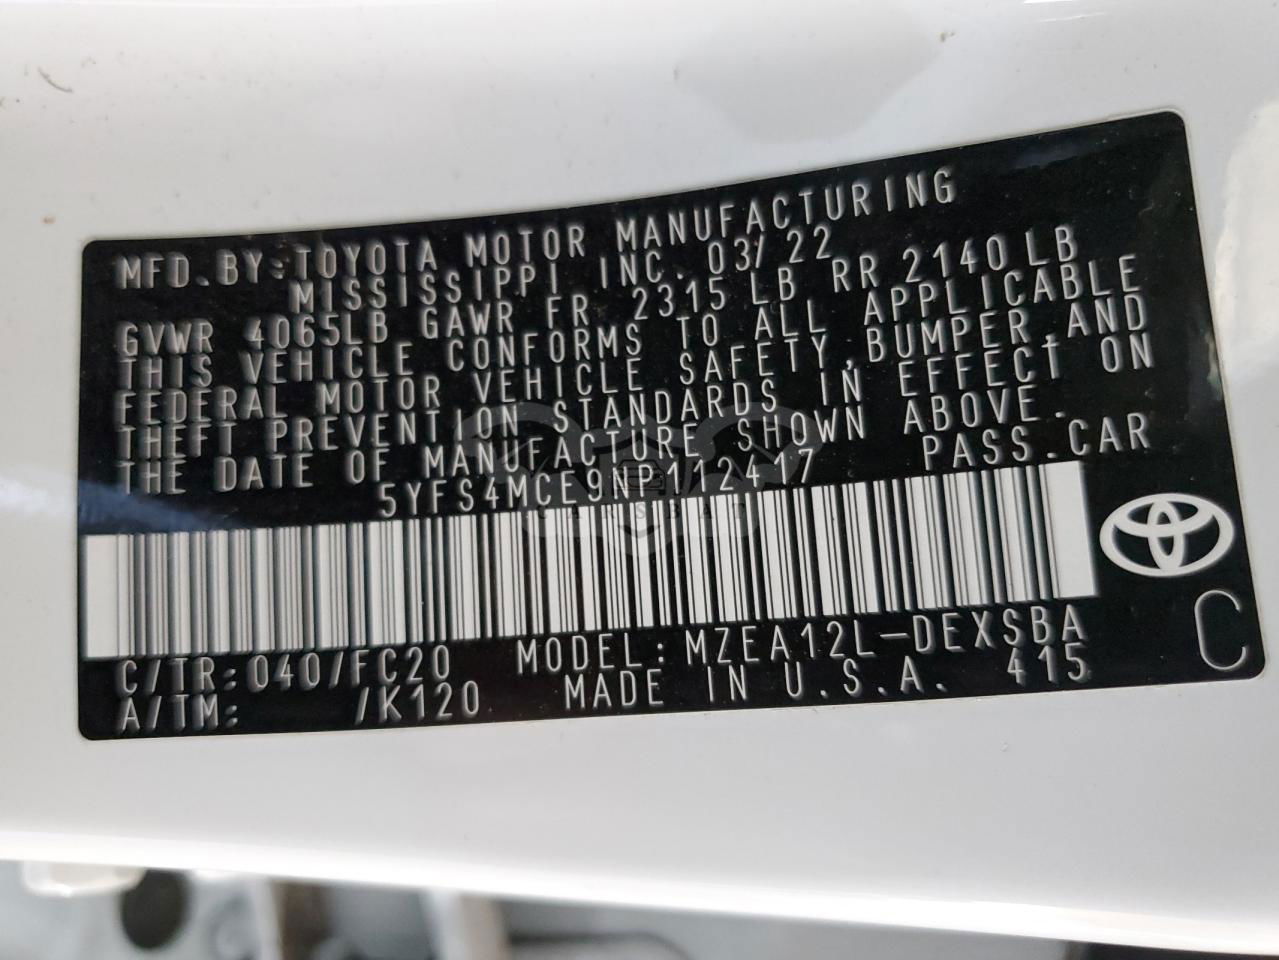 MFD.BY:TOYOTA MOTOR MANUFACTURING
MISSISSIPPI INC. 03/22
GVWR 4065LB GAWR FR 2315 LB RR 2140 LB
THIS VEHICLE CONFORMS TO ALL APPLICABLE
FEDERAL MOTOR VEHICLE SAFETY,BUMPER,AND
THEFT PREVENTION STANDARDS IN EFFECT ON
THE DATE OF MANUFACTURE SHOWN ABOVE.
5YFS4MCE9NP112417 PASS.CAR
CARSBAT
C/TR:040/FC20 MODEL:MZEA12L-DEXSBA
A/TM: /K120 MADE IN U.S.A. 415
C